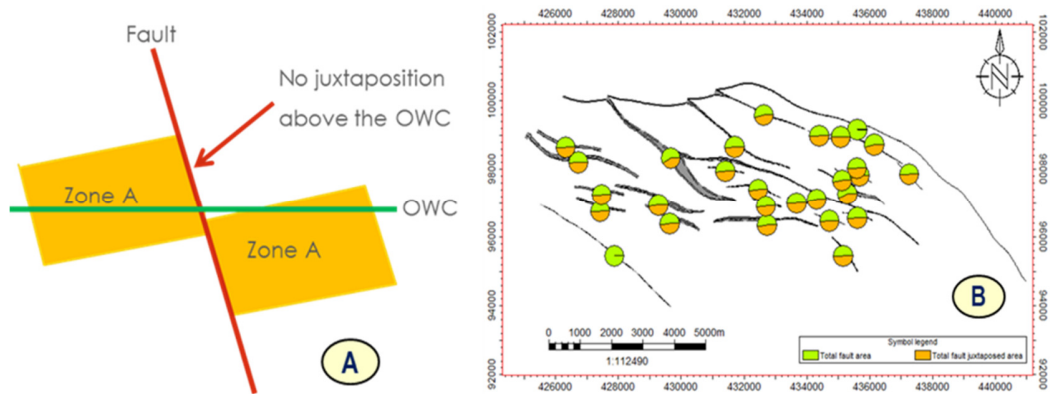 Fault
No juxtaposition
above the OWC
Zone A
OWC
Zone A
A
426000 428000 430000 432000 434000 436000 438000 440000
102000 102000
100000 100000
98000 98000
96000 96000
94000 94000
92000 92000
N
B
0 1000 2000 3000 4000 5000m
1:112490
Symbol legend
Total fault area Total fault juxtaposed area
426000 428000 430000 432000 434000 436000 438000 440000